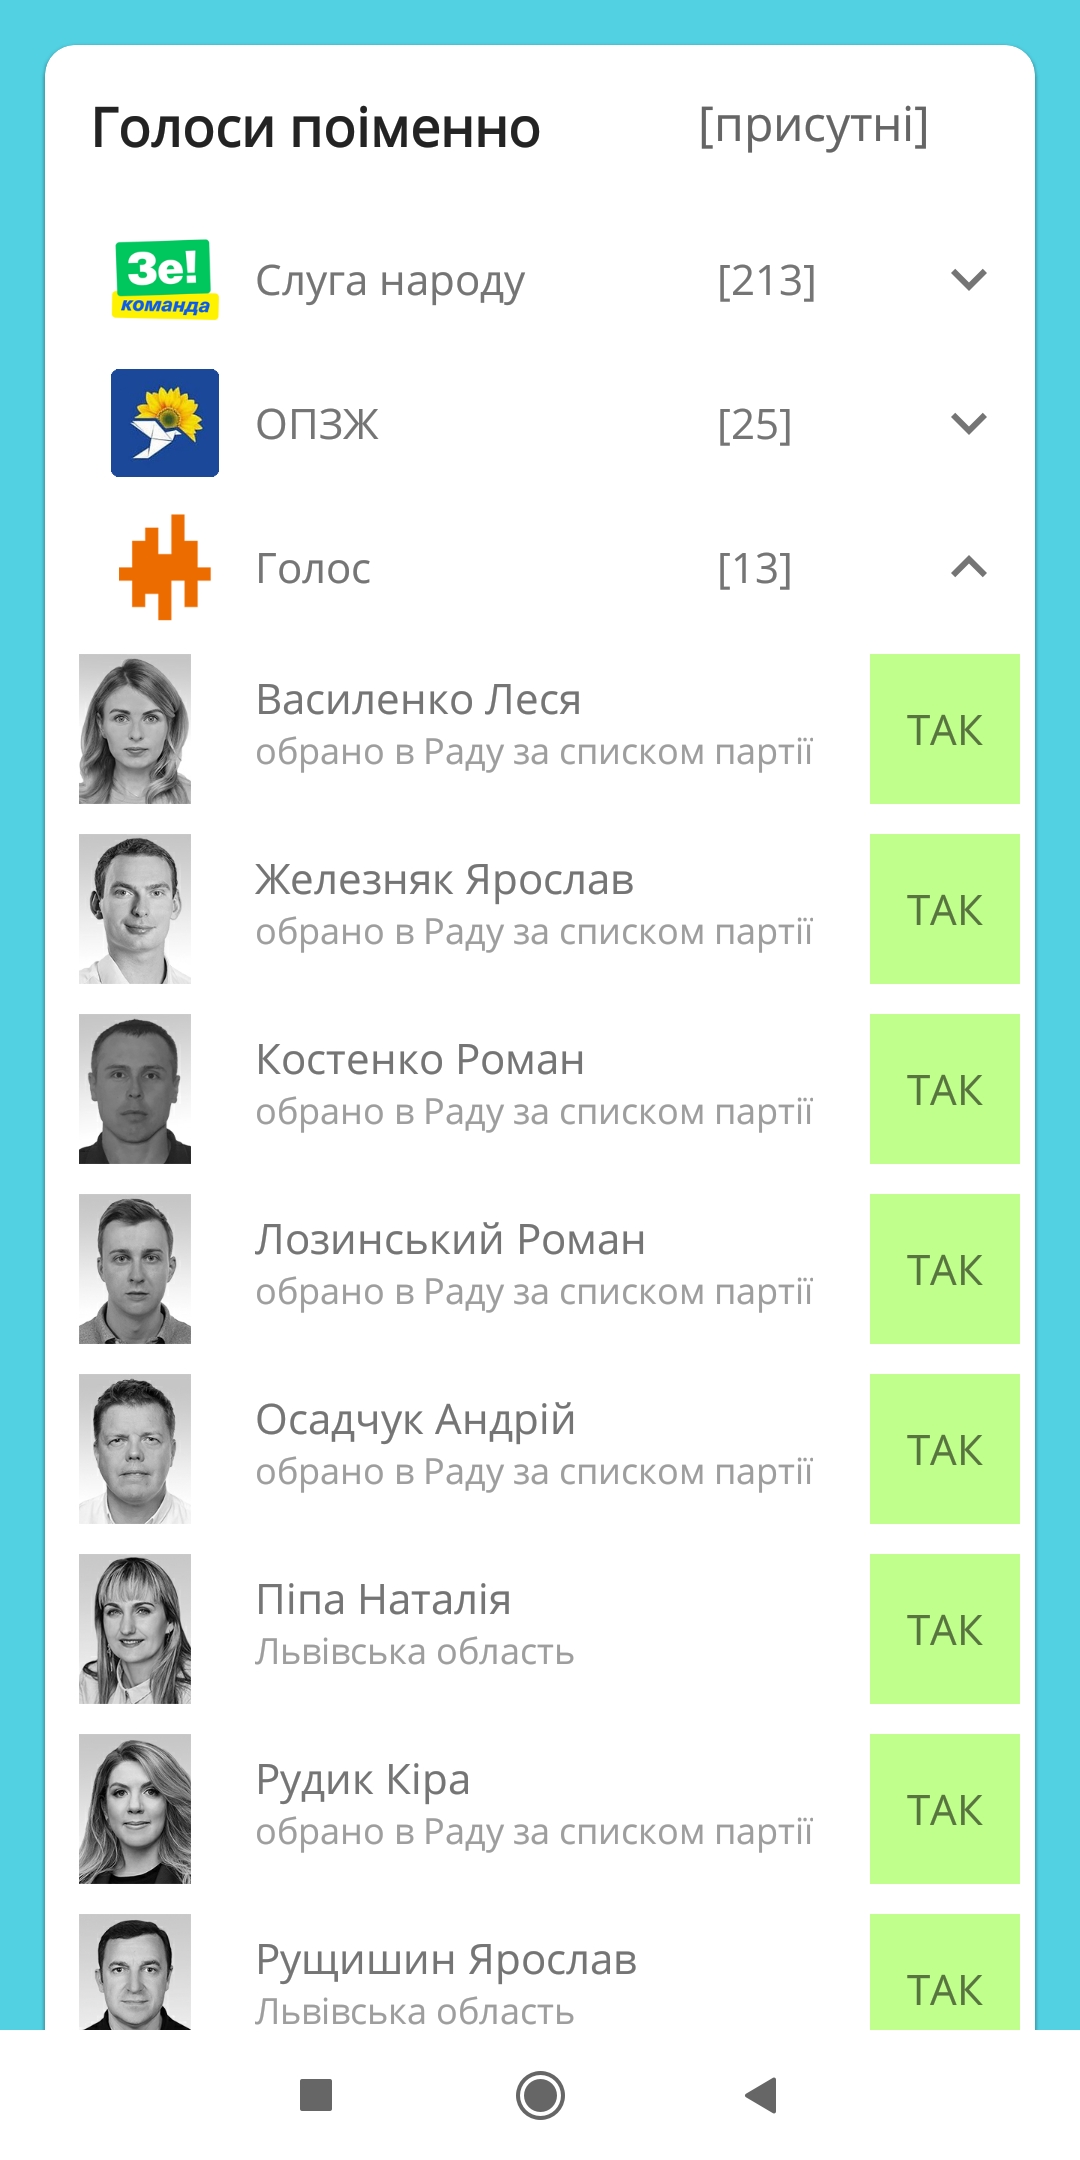 Голоси поіменно [присутні]
Зе!
команда
Слуга народу [213]
ОПЗЖ [25]
Голос [13]
Василенко Леся
обрано в Раду за списком партії
ТАК
Железняк Ярослав
обрано в Раду за списком партії
ТАК
Костенко Роман
обрано в Раду за списком партії
ТАК
Лозинський Роман
обрано в Раду за списком партії
ТАК
Осадчук Андрій
обрано в Раду за списком партії
ТАК
Піпа Наталія
Львівська область
ТАК
Рудик Кіра
обрано в Раду за списком партії
ТАК
Рущишин Ярослав
Львівська область
ТАК